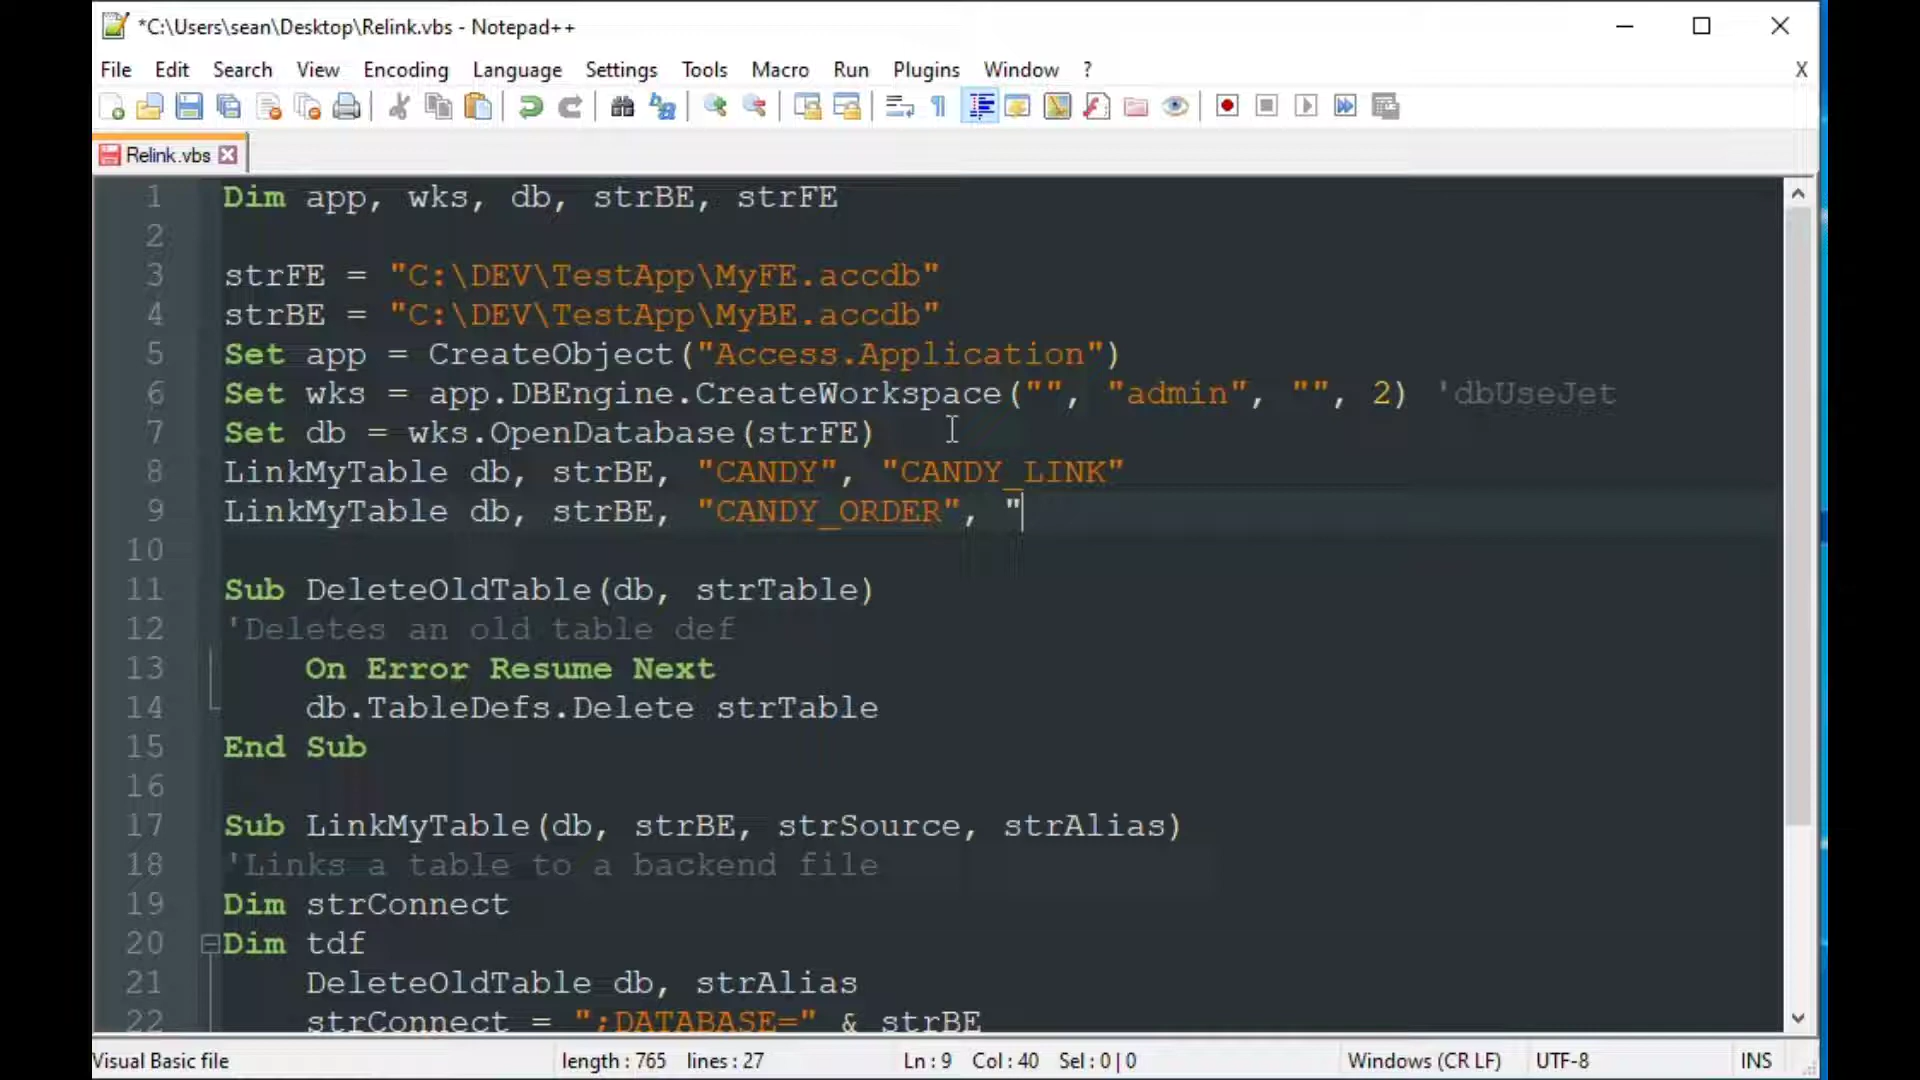 *C:\Users\sean\Desktop\Relink.vbs - Notepad++
File Edit Search View Encoding Language Settings Tools Macro Run Plugins Window ? X
Relink.vbs
1 Dim app, wks, db, strBE, strFE
2
3 strFE = "C:\DEV\TestApp\MyFE.accdb"
4 strBE = "C:\DEV\TestApp\MyBE.accdb"
5 Set app = CreateObject("Access.Application")
6 Set wks = app.DBEngine.CreateWorkspace("", "admin", "", 2) 'dbUseJet
7 Set db = wks.OpenDatabase(strFE)
8 LinkMyTable db, strBE, "CANDY", "CANDY_LINK"
9 LinkMyTable db, strBE, "CANDY_ORDER", "
10
11 Sub DeleteOldTable(db, strTable)
12 'Deletes an old table def
13 On Error Resume Next
14 db.TableDefs.Delete strTable
15 End Sub
16
17 Sub LinkMyTable(db, strBE, strSource, strAlias)
18 'Links a table to a backend file
19 Dim strConnect
20 Dim tdf
21 DeleteOldTable db, strAlias
22 strConnect = ";DATABASE=" & strBE
Visual Basic file length : 765 lines : 27 Ln : 9 Col : 40 Sel : 0 | 0 Windows (CR LF) UTF-8 INS